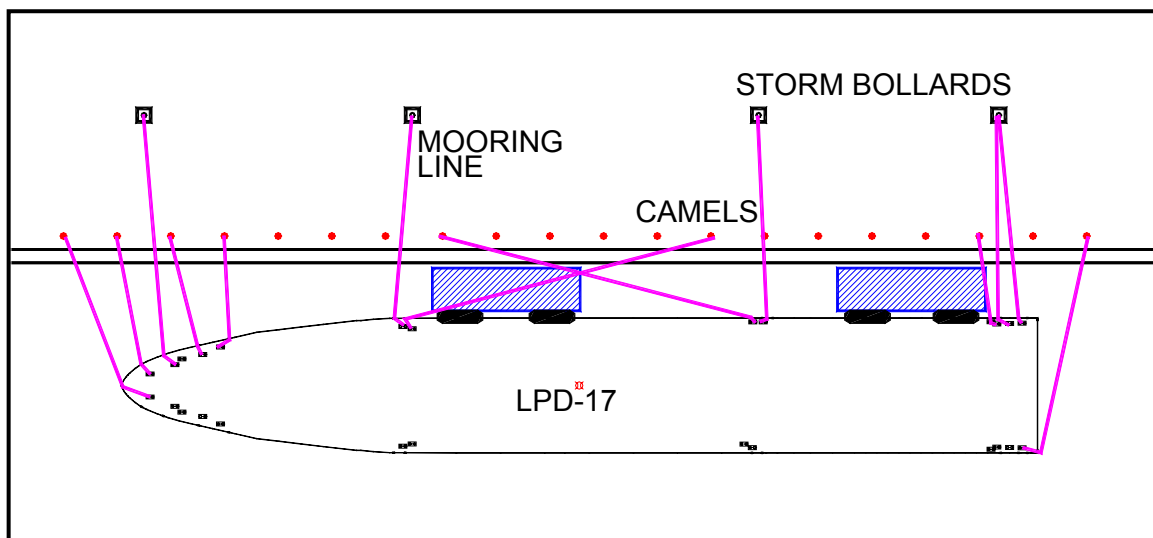 STORM BOLLARDS
MOORING
LINE
CAMELS
LPD-17